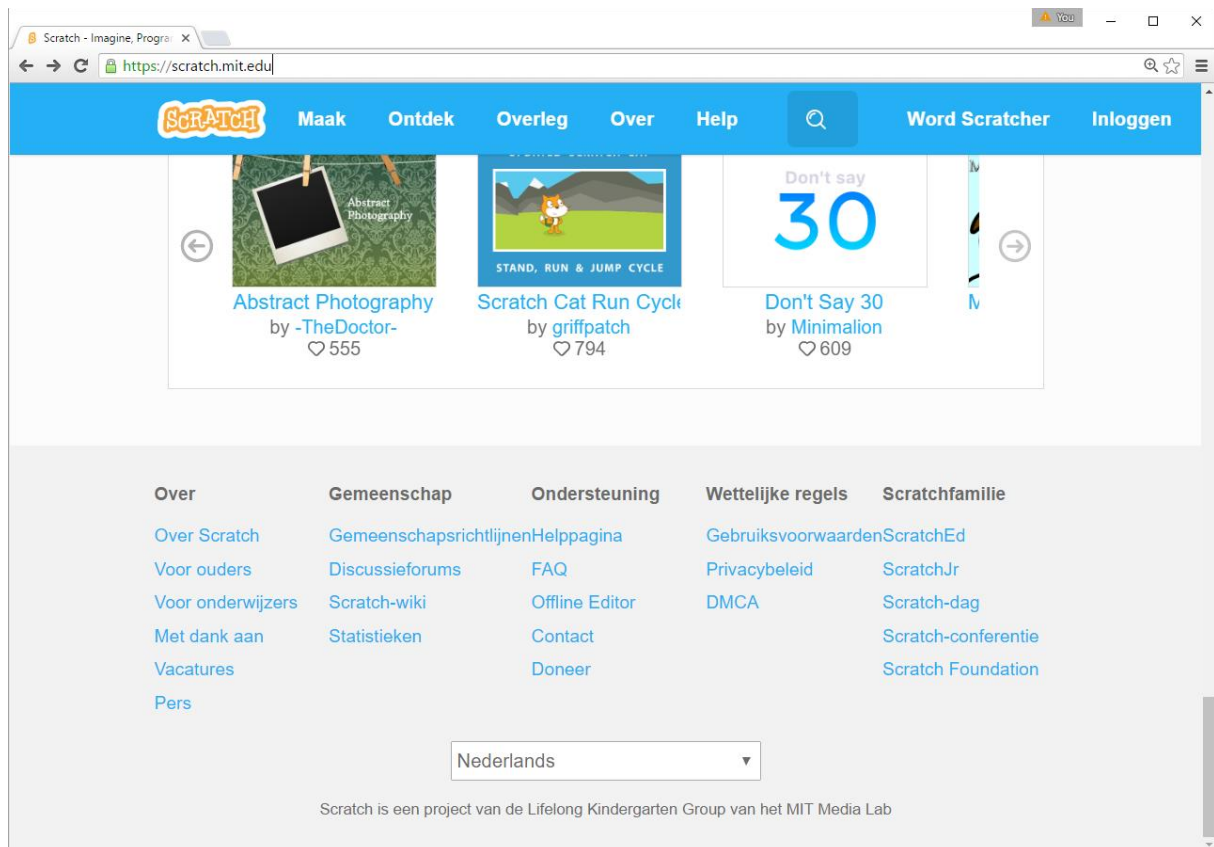 You
Scratch - Imagine, Progra
https://scratch.mit.edu
SCRATCH Maak Ontdek Overleg Over Help Word Scratcher Inloggen
Abstract
Photography
STAND, RUN & JUMP CYCLE
Don't say
30
Abstract Photography Scratch Cat Run Cycle Don't Say 30 M
by -TheDoctor- by griffpatch by Minimalion
555 794 609
Over Gemeenschap Ondersteuning Wettelijke regels Scratchfamilie
Over Scratch Gemeenschapsrichtlijnen Helppagina Gebruiksvoorwaarden ScratchEd
Voor ouders Discussieforums FAQ Privacybeleid ScratchJr
Voor onderwijzers Scratch-wiki Offline Editor DMCA Scratch-dag
Met dank aan Statistieken Contact Scratch-conferentie
Vacatures Doneer Scratch Foundation
Pers
Nederlands
Scratch is een project van de Lifelong Kindergarten Group van het MIT Media Lab